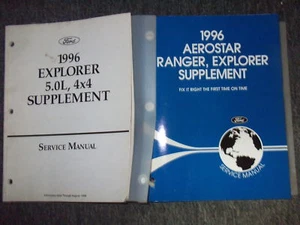 Ford
1996
EXPLORER
5.0L, 4x4
SUPPLEMENT
SERVICE MANUAL
1996
AEROSTAR
RANGER, EXPLORER
SUPPLEMENT
FIX IT RIGHT THE FIRST TIME ON TIME
Ford
SERVICE MANUAL